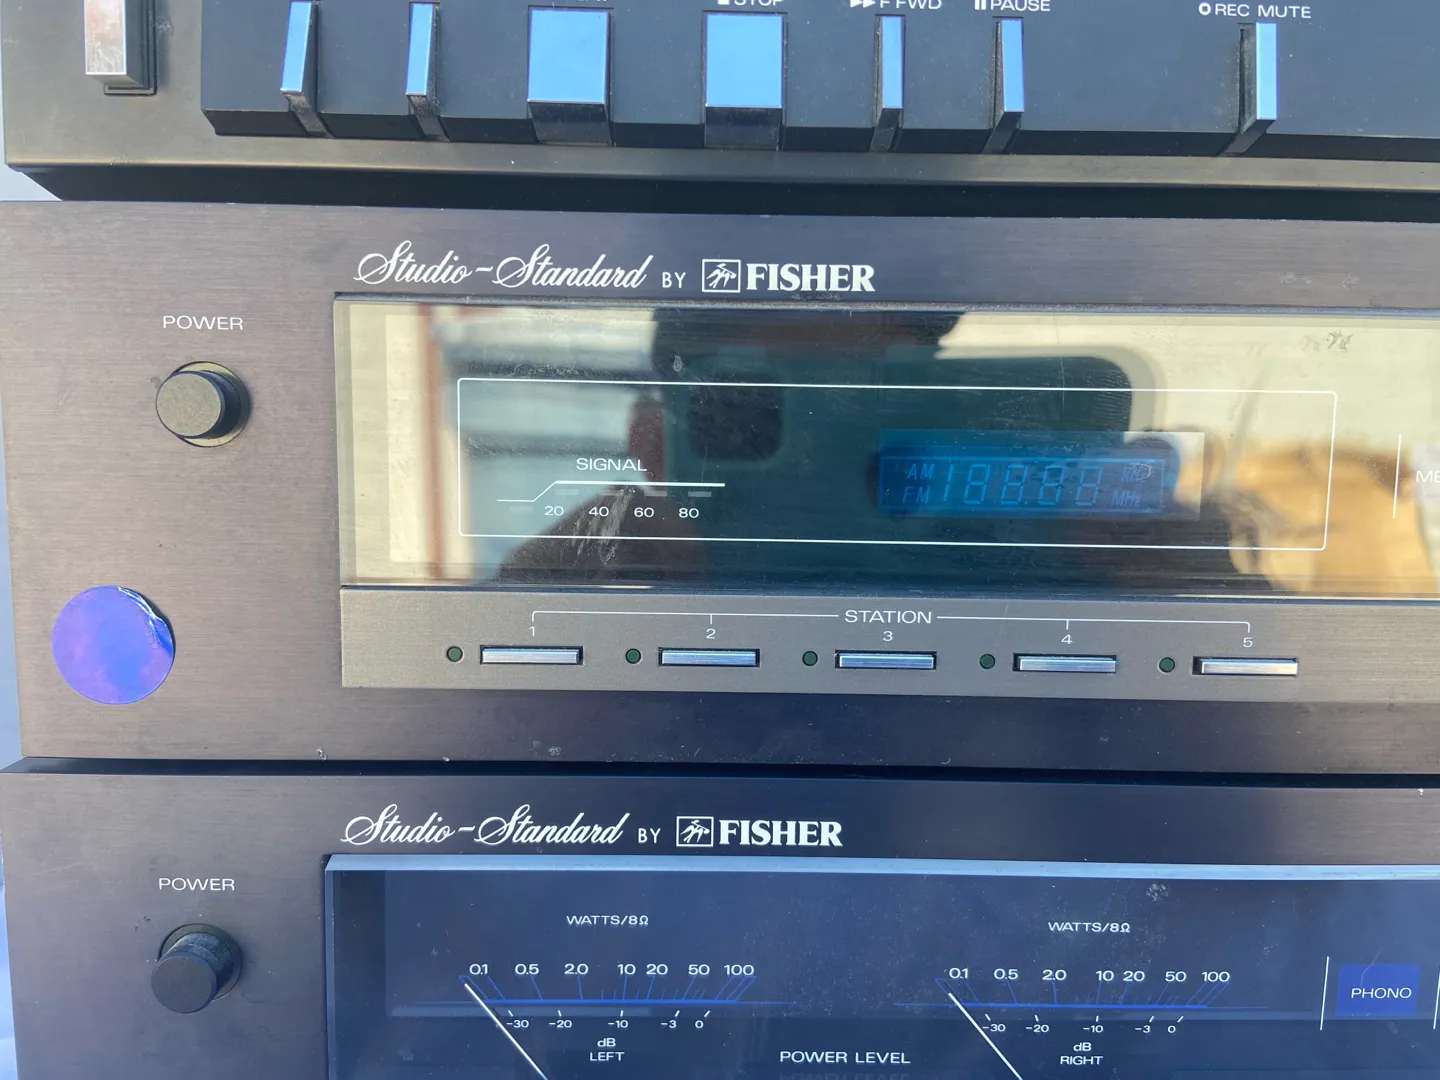 STOP ▶▶F FWD ⏸PAUSE REC MUTE
Studio-Standard BY FISHER
POWER
SIGNAL
20 40 60 80
AM 18888 kHz
FM MHz
STATION
1 2 3 4 5
Studio-Standard BY FISHER
POWER
WATTS/8Ω WATTS/8Ω
0.1 0.5 2.0 10 20 50 100 0.1 0.5 2.0 10 20 50 100
PHONO
-30 -20 -10 -3 0 -30 -20 -10 -3 0
dB dB
LEFT POWER LEVEL RIGHT